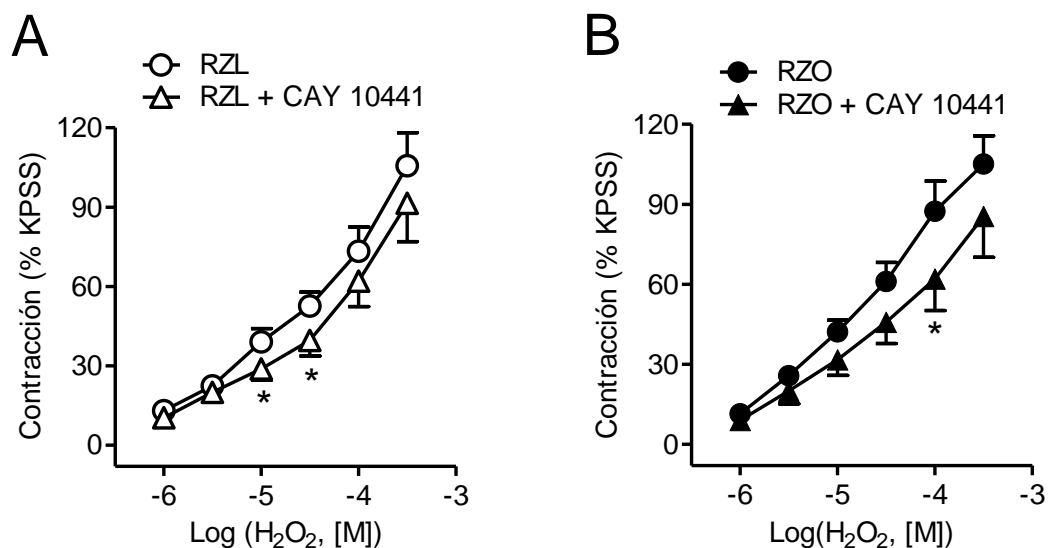 A
RZL
RZL + CAY 10441
Contracción (% KPSS)
120
90
60
30
0
*
*
-6
-5
-4
-3
Log (H₂O₂, [M])
B
RZO
RZO + CAY 10441
Contracción (% KPSS)
120
90
60
30
0
*
-6
-5
-4
-3
Log(H₂O₂, [M])